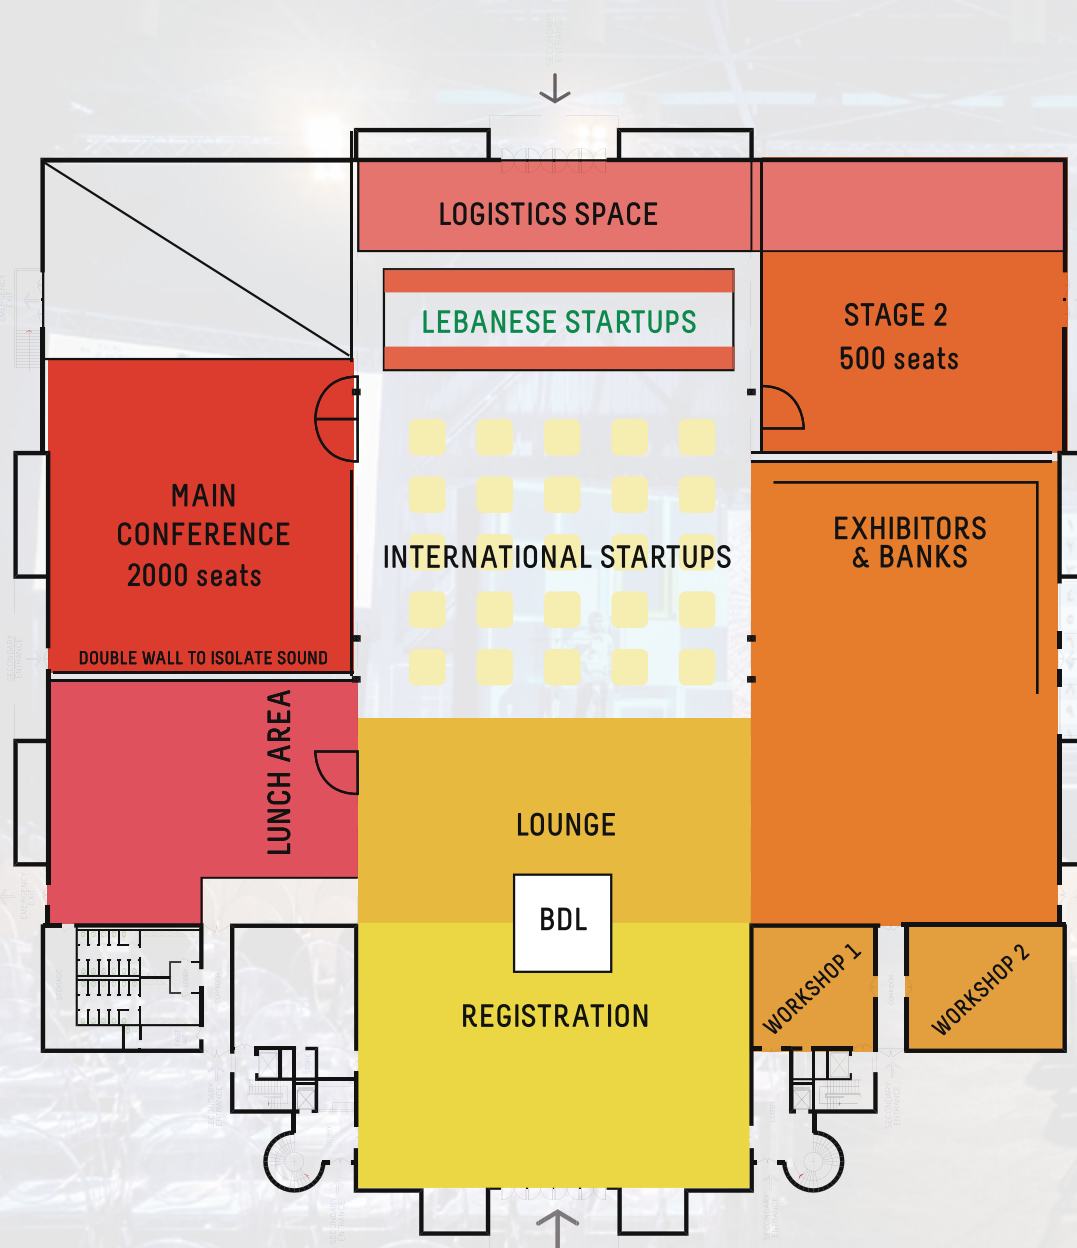 LOGISTICS SPACE
LEBANESE STARTUPS
STAGE 2
500 seats
MAIN
CONFERENCE
2000 seats
INTERNATIONAL STARTUPS
EXHIBITORS
& BANKS
DOUBLE WALL TO ISOLATE SOUND
LUNCH AREA
LOUNGE
BDL
REGISTRATION
WORKSHOP 1
WORKSHOP 2